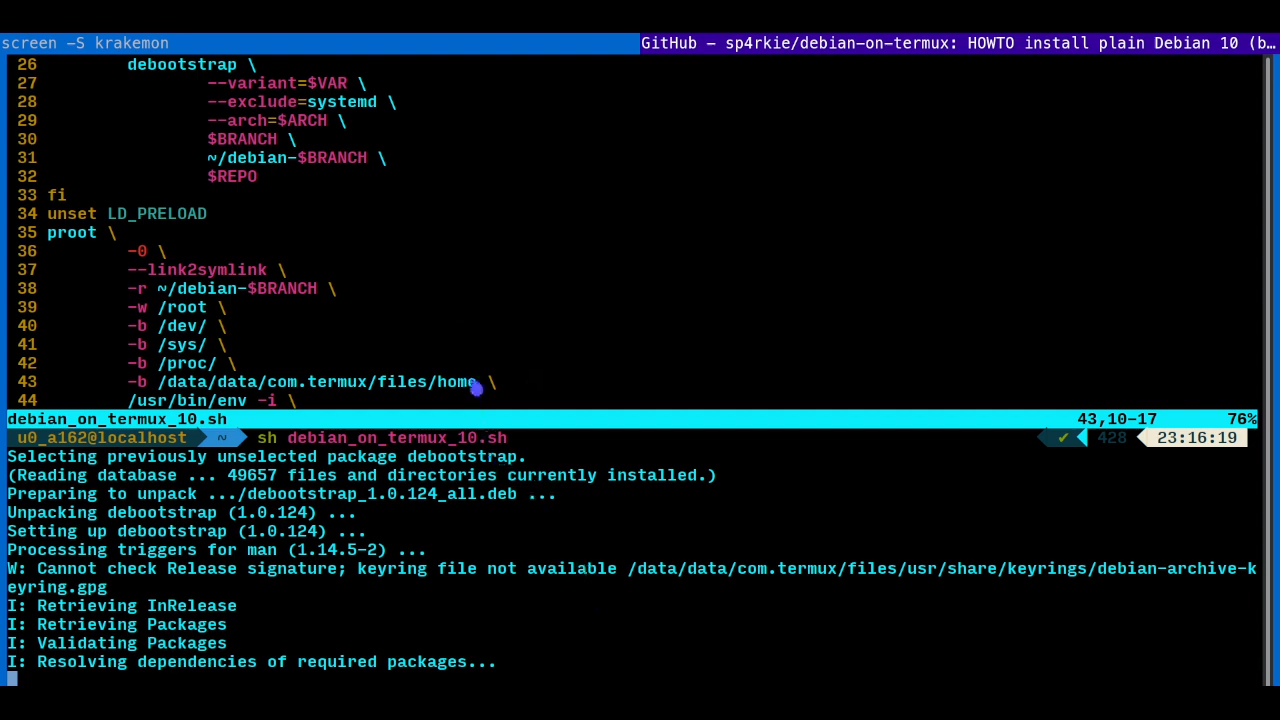 screen -S krakemon
GitHub – sp4rkie/debian-on-termux: HOWTO install plain Debian 10 (b…
26 debootstrap \
27 --variant=$VAR \
28 --exclude=systemd \
29 --arch=$ARCH \
30 $BRANCH \
31 ~/debian-$BRANCH \
32 $REPO
33 fi
34 unset LD_PRELOAD
35 proot \
36 -0 \
37 --link2symlink \
38 -r ~/debian-$BRANCH \
39 -w /root \
40 -b /dev/ \
41 -b /sys/ \
42 -b /proc/ \
43 -b /data/data/com.termux/files/home \
44 /usr/bin/env -i \
debian_on_termux_10.sh 43,10-17 76%
u0_a162@localhost ~ sh debian_on_termux_10.sh ✔ 428 23:16:19
Selecting previously unselected package debootstrap.
(Reading database ... 49657 files and directories currently installed.)
Preparing to unpack .../debootstrap_1.0.124_all.deb ...
Unpacking debootstrap (1.0.124) ...
Setting up debootstrap (1.0.124) ...
Processing triggers for man (1.14.5-2) ...
W: Cannot check Release signature; keyring file not available /data/data/com.termux/files/usr/share/keyrings/debian-archive-k
eyring.gpg
I: Retrieving InRelease
I: Retrieving Packages
I: Validating Packages
I: Resolving dependencies of required packages...